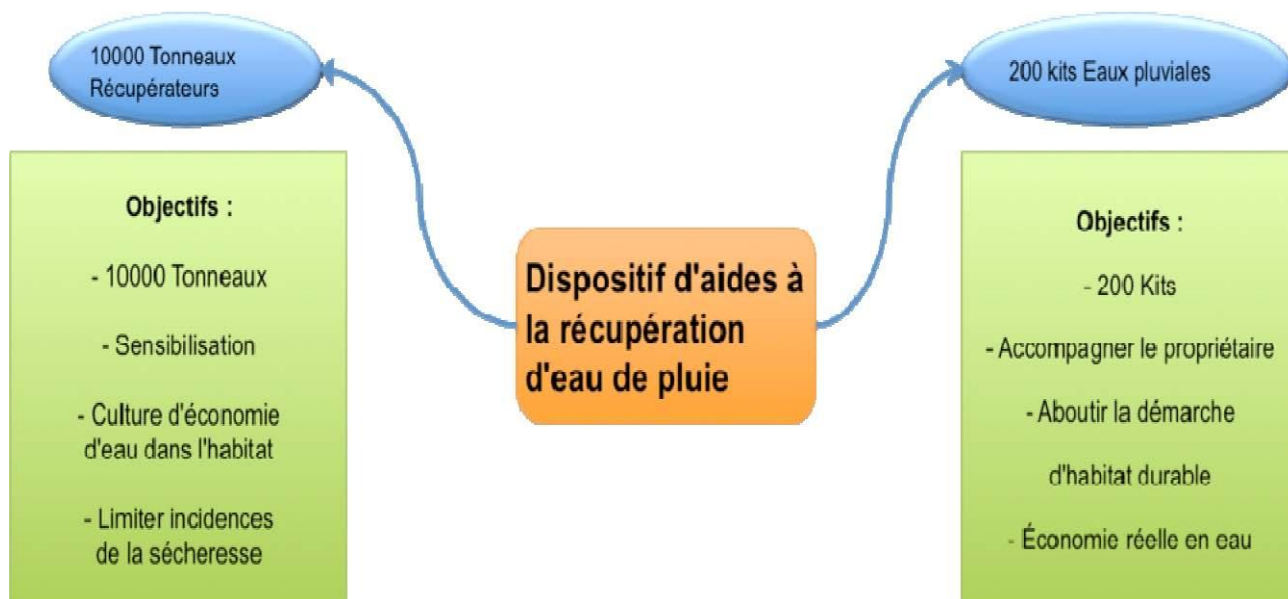 10000 Tonneaux
Récupérateurs
Objectifs :
- 10000 Tonneaux
- Sensibilisation
- Culture d'économie
d'eau dans l'habitat
- Limiter incidences
de la sécheresse
Dispositif d'aides à
la récupération
d'eau de pluie
200 kits Eaux pluviales
Objectifs :
- 200 Kits
- Accompagner le propriétaire
- Aboutir la démarche
d'habitat durable
- Économie réelle en eau